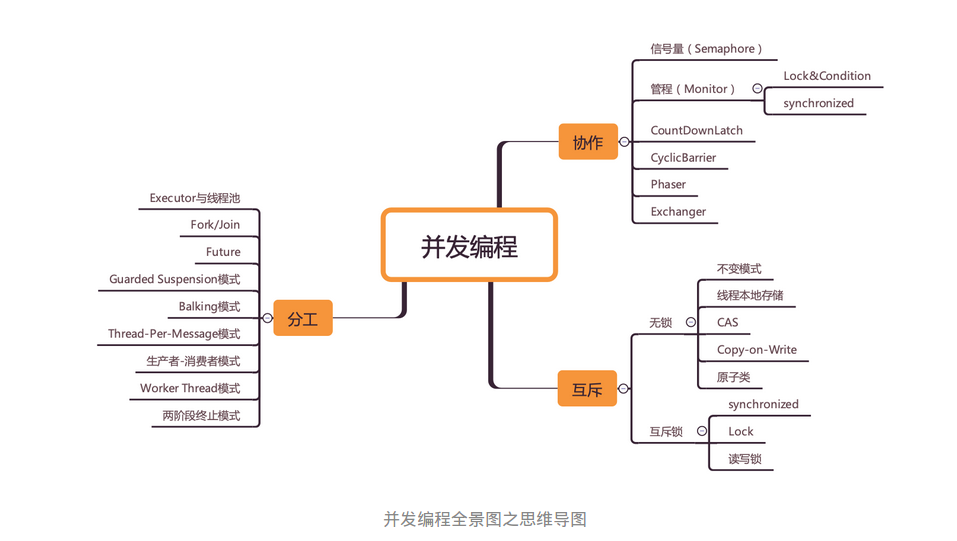 并发编程
协作
信号量（Semaphore）
管程（Monitor）
Lock&Condition
synchronized
CountDownLatch
CyclicBarrier
Phaser
Exchanger
分工
Executor与线程池
Fork/Join
Future
Guarded Suspension模式
Balking模式
Thread-Per-Message模式
生产者-消费者模式
Worker Thread模式
两阶段终止模式
互斥
无锁
不变模式
线程本地存储
CAS
Copy-on-Write
原子类
互斥锁
synchronized
Lock
读写锁
并发编程全景图之思维导图